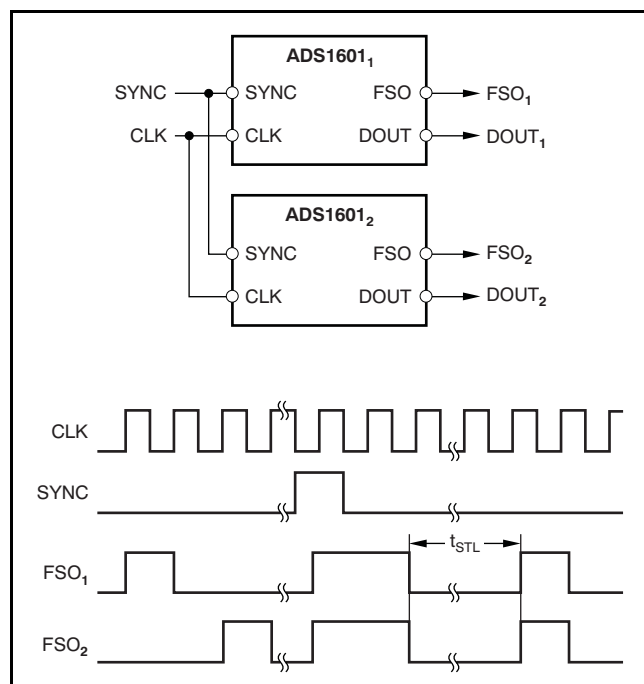 ADS1601₁
SYNC SYNC FSO FSO₁
CLK CLK DOUT DOUT₁
ADS1601₂
SYNC FSO FSO₂
CLK DOUT DOUT₂
CLK
SYNC
t_STL
FSO₁
FSO₂